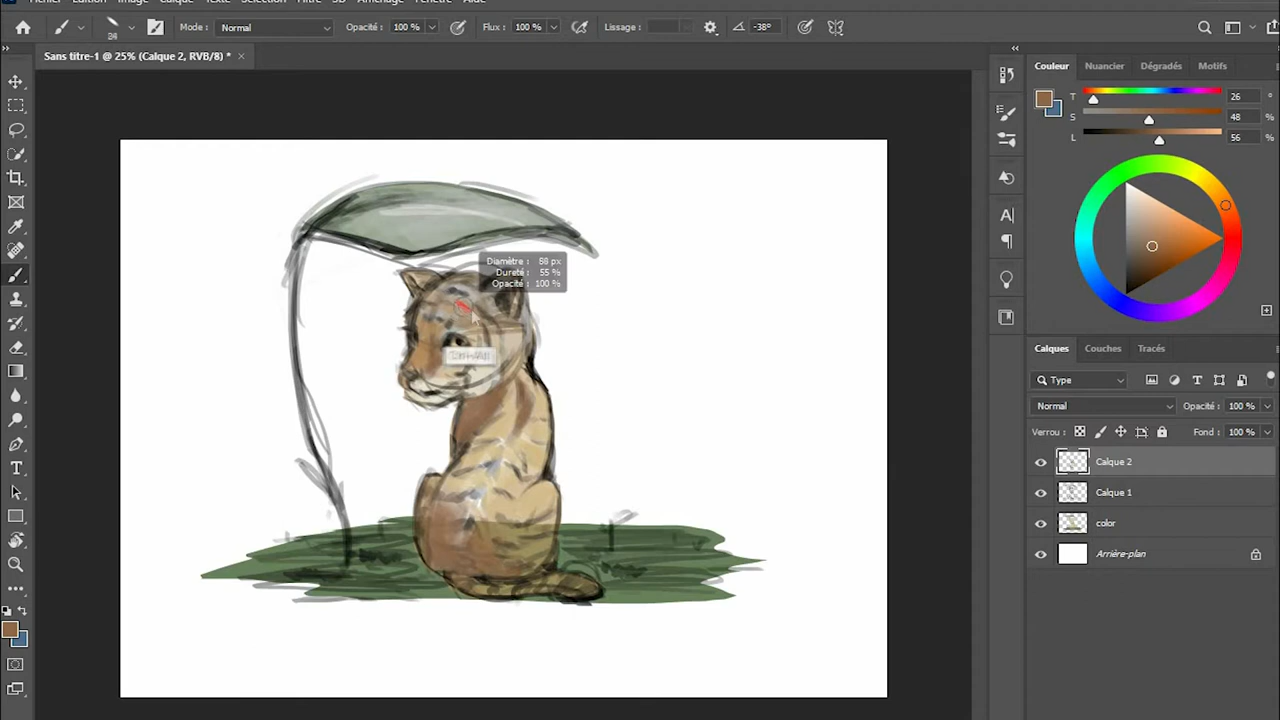 Mode : Normal Opacité : 100 % Flux : 100 % Lissage : -38°
Sans titre-1 @ 25% (Calque 2, RVB/8) * ×
24
Couleur Nuancier Dégradés Motifs
T 26 °
S 48 %
L 56 %
Diamètre : 68 px
Dureté : 55 %
Opacité : 100 %
Calques Couches Tracés
Type
Normal Opacité : 100 %
Verrou : Fond : 100 %
Calque 2
Calque 1
color
Arrière-plan